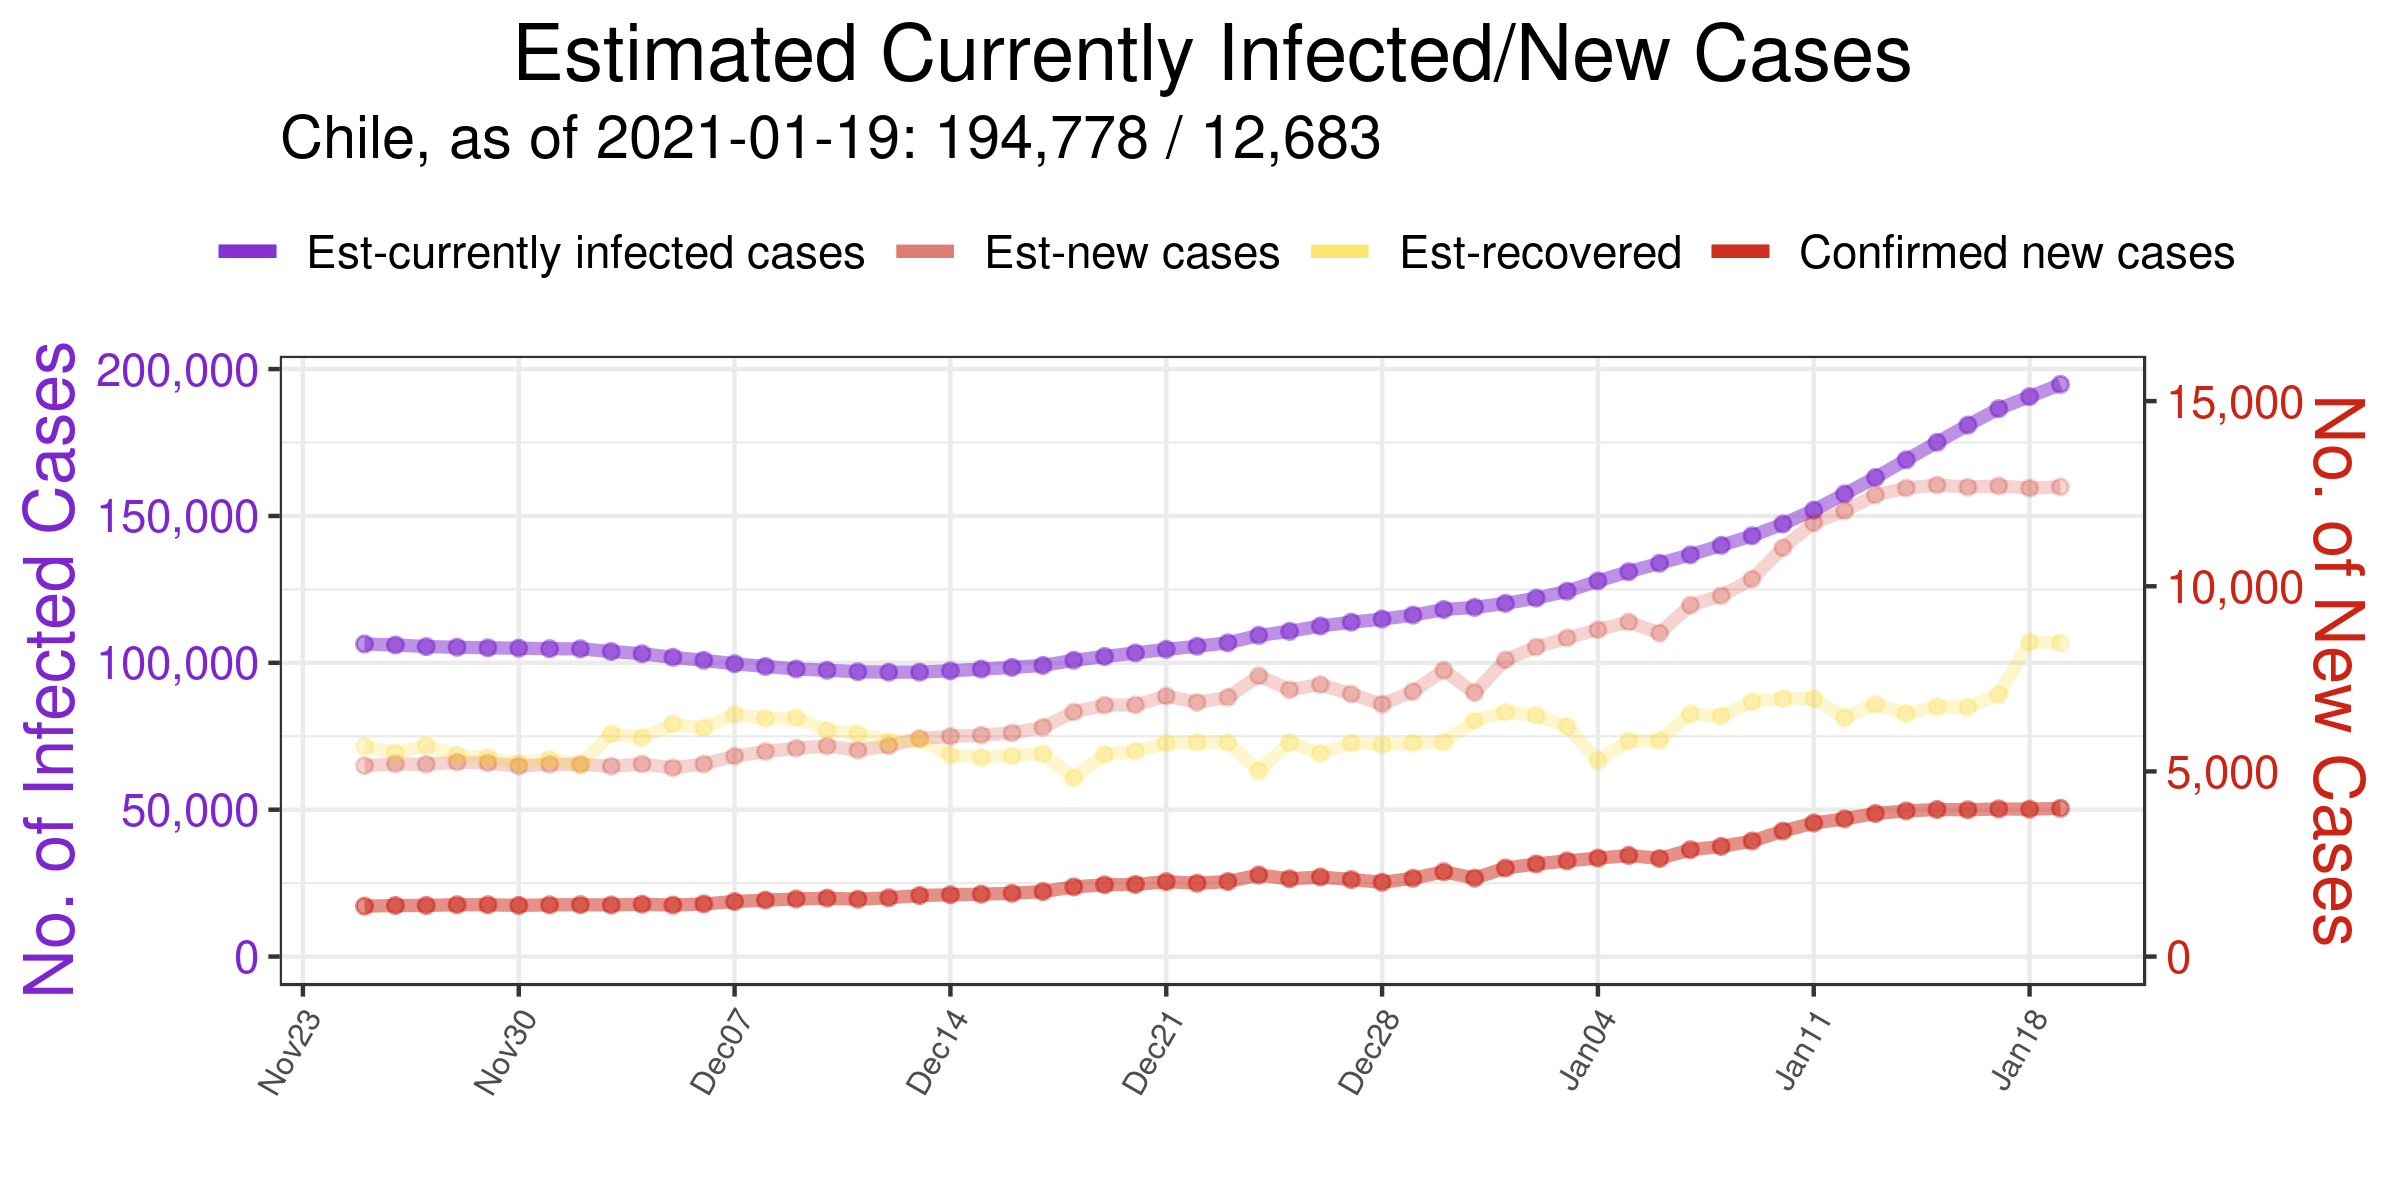 Estimated Currently Infected/New Cases
Chile, as of 2021-01-19: 194,778 / 12,683
Est-currently infected cases Est-new cases Est-recovered Confirmed new cases
No. of Infected Cases
200,000
150,000
100,000
50,000
0
15,000
10,000
5,000
0
No. of New Cases
Nov23 Nov30 Dec07 Dec14 Dec21 Dec28 Jan04 Jan11 Jan18